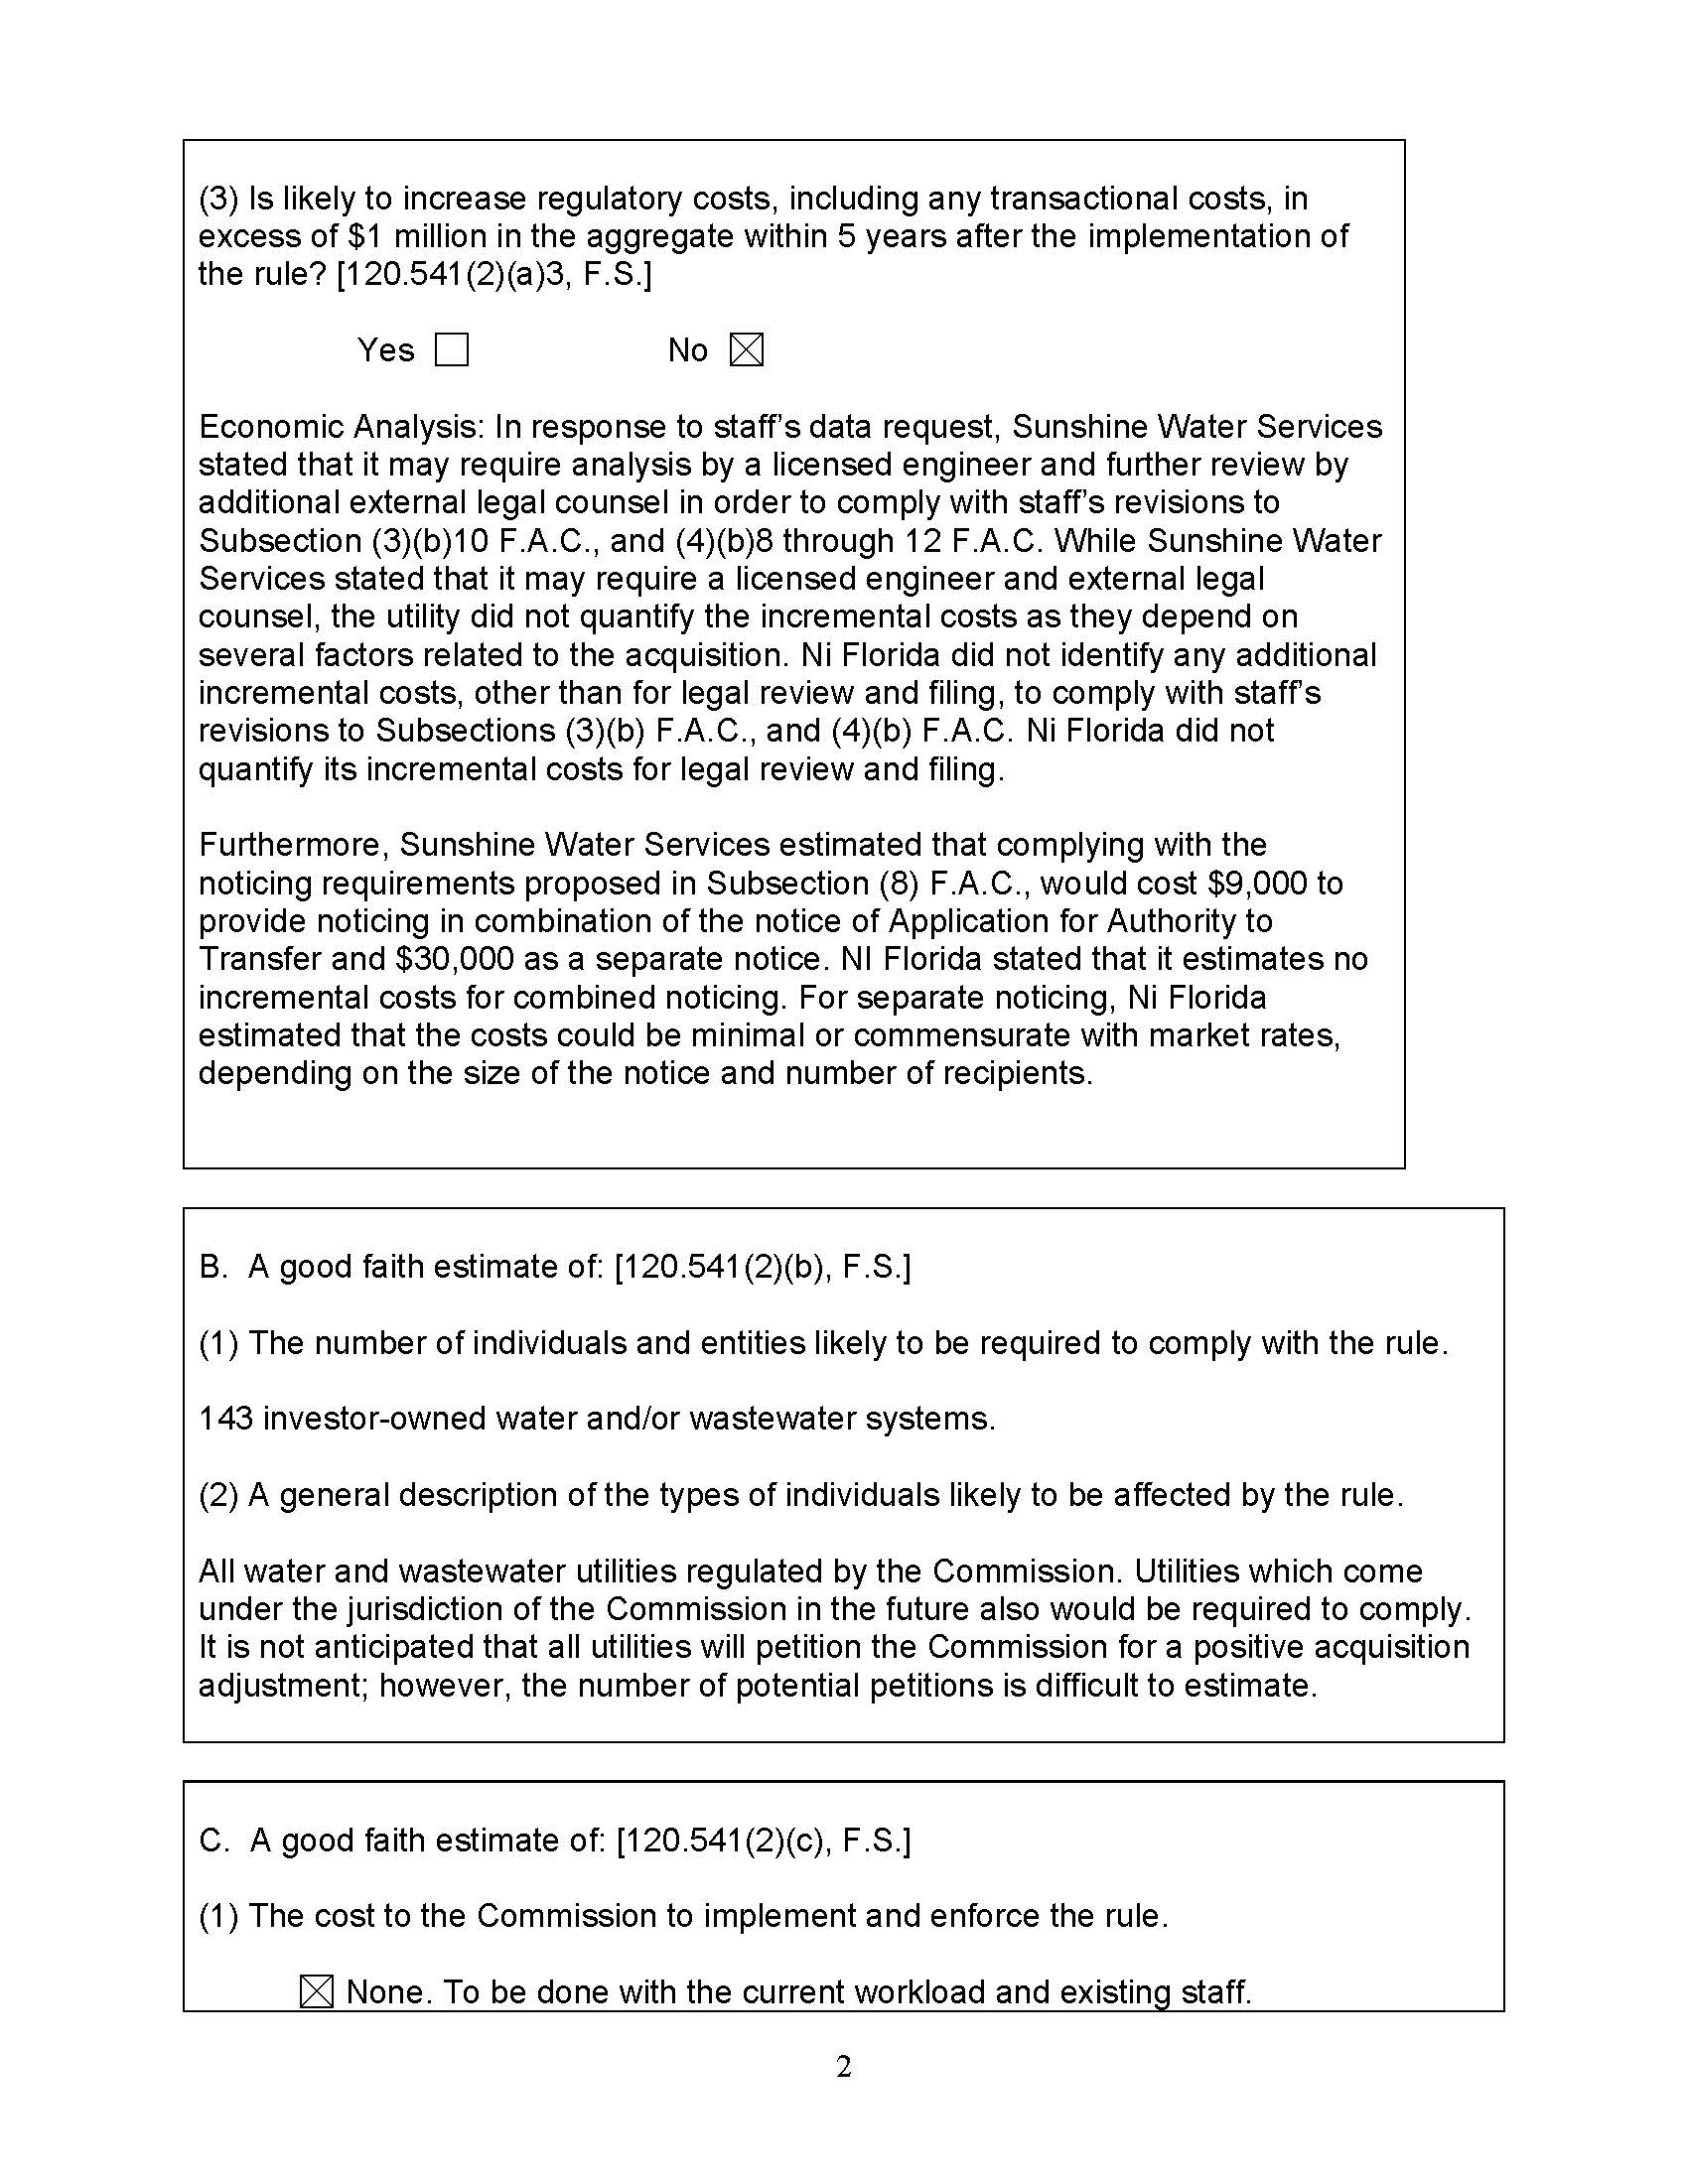 (3) Is likely to increase regulatory costs, including any transactional costs, in
excess of $1 million in the aggregate within 5 years after the implementation of
the rule? [120.541(2)(a)3, F.S.]
Yes ☐ No ☒
Economic Analysis: In response to staff’s data request, Sunshine Water Services
stated that it may require analysis by a licensed engineer and further review by
additional external legal counsel in order to comply with staff’s revisions to
Subsection (3)(b)10 F.A.C., and (4)(b)8 through 12 F.A.C. While Sunshine Water
Services stated that it may require a licensed engineer and external legal
counsel, the utility did not quantify the incremental costs as they depend on
several factors related to the acquisition. Ni Florida did not identify any additional
incremental costs, other than for legal review and filing, to comply with staff’s
revisions to Subsections (3)(b) F.A.C., and (4)(b) F.A.C. Ni Florida did not
quantify its incremental costs for legal review and filing.
Furthermore, Sunshine Water Services estimated that complying with the
noticing requirements proposed in Subsection (8) F.A.C., would cost $9,000 to
provide noticing in combination of the notice of Application for Authority to
Transfer and $30,000 as a separate notice. NI Florida stated that it estimates no
incremental costs for combined noticing. For separate noticing, Ni Florida
estimated that the costs could be minimal or commensurate with market rates,
depending on the size of the notice and number of recipients.
B. A good faith estimate of: [120.541(2)(b), F.S.]
(1) The number of individuals and entities likely to be required to comply with the rule.
143 investor-owned water and/or wastewater systems.
(2) A general description of the types of individuals likely to be affected by the rule.
All water and wastewater utilities regulated by the Commission. Utilities which come
under the jurisdiction of the Commission in the future also would be required to comply.
It is not anticipated that all utilities will petition the Commission for a positive acquisition
adjustment; however, the number of potential petitions is difficult to estimate.
C. A good faith estimate of: [120.541(2)(c), F.S.]
(1) The cost to the Commission to implement and enforce the rule.
☒ None. To be done with the current workload and existing staff.
2